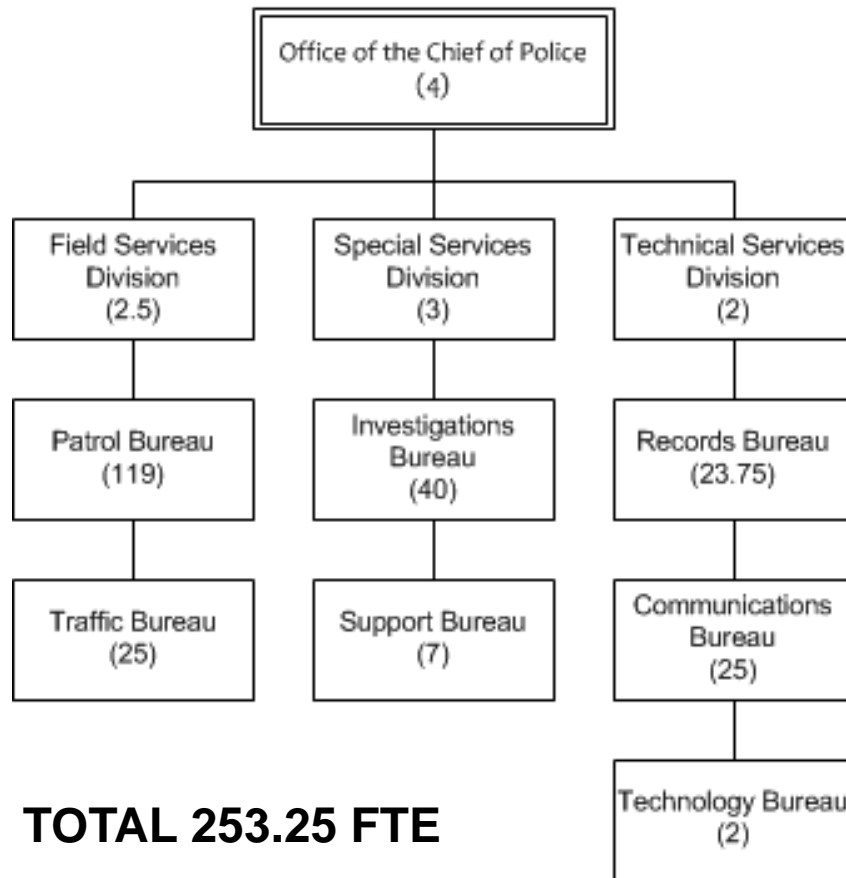 Office of the Chief of Police
(4)
Field Services
Division
(2.5)
Special Services
Division
(3)
Technical Services
Division
(2)
Patrol Bureau
(119)
Investigations
Bureau
(40)
Records Bureau
(23.75)
Traffic Bureau
(25)
Support Bureau
(7)
Communications
Bureau
(25)
Technology Bureau
(2)
TOTAL 253.25 FTE